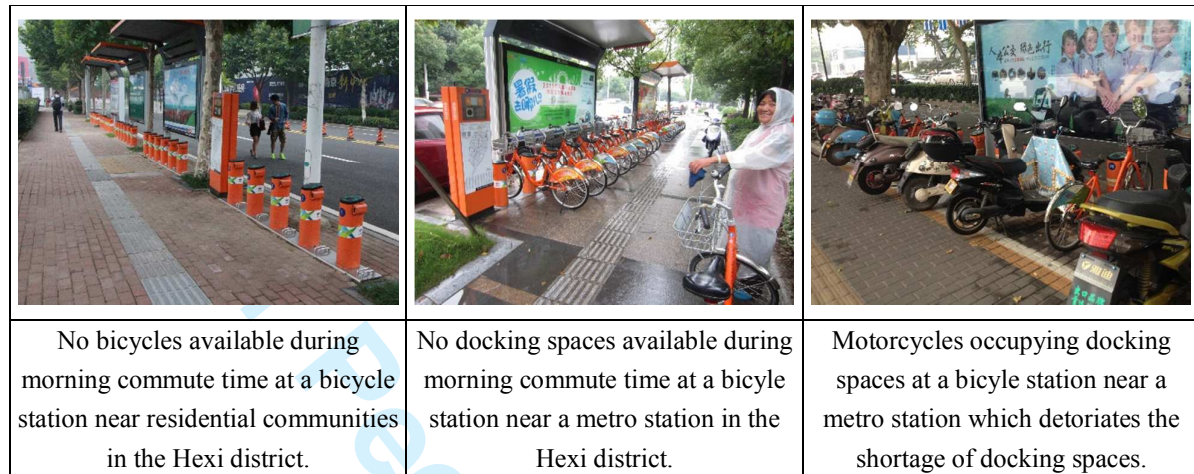 暑假
去哪儿?
人·公交 绿色出行
No bicycles available during
morning commute time at a bicycle
station near residential communities
in the Hexi district.
No docking spaces available during
morning commute time at a bicyle
station near a metro station in the
Hexi district.
Motorcycles occupying docking
spaces at a bicyle station near a
metro station which detoriates the
shortage of docking spaces.